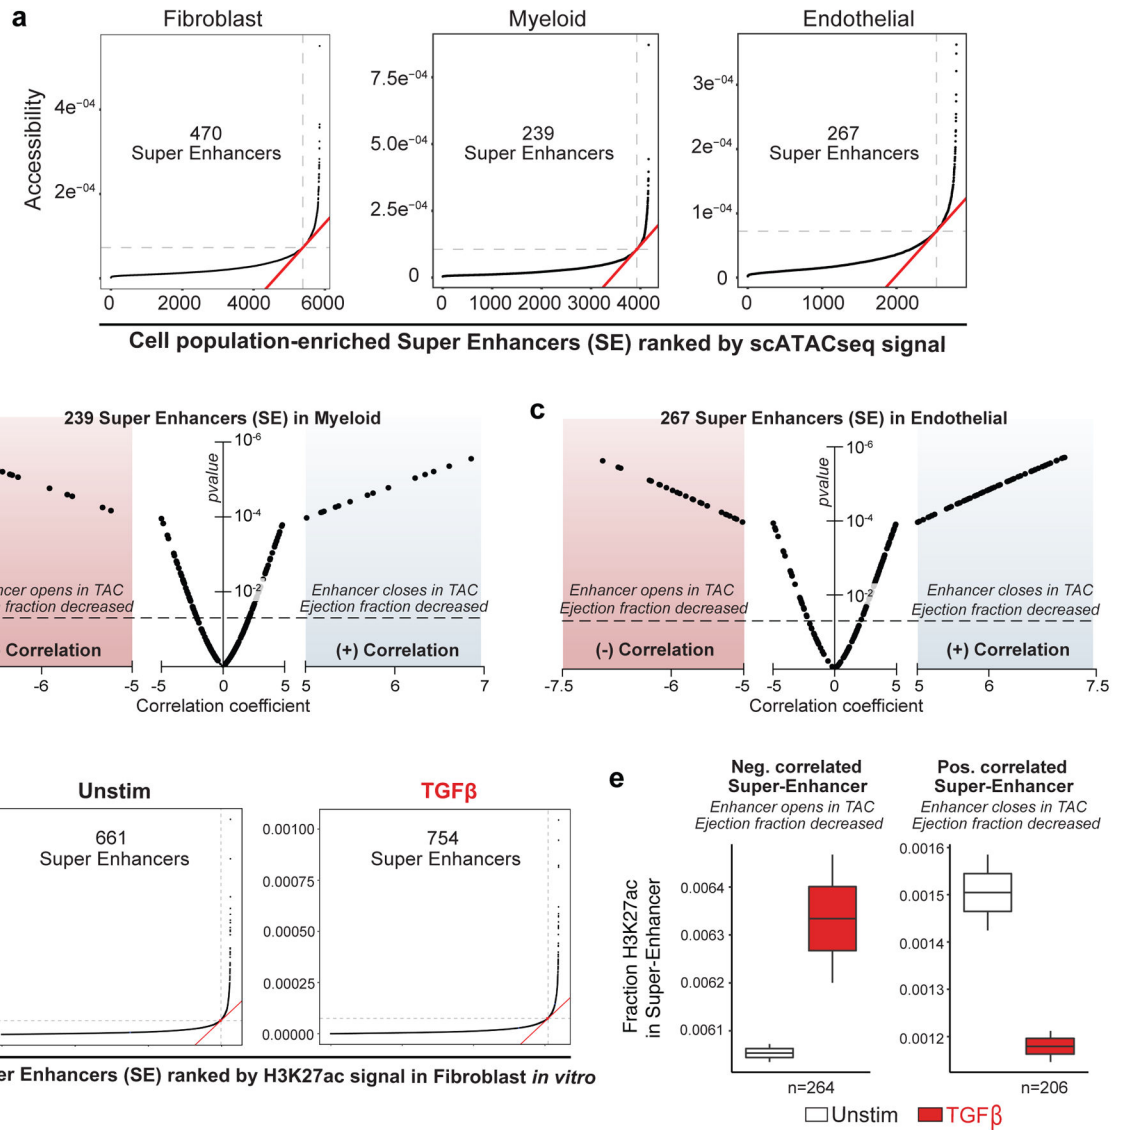 a
Fibroblast
Myeloid
Endothelial
Accessibility
4e-04
2e-04
470
Super Enhancers
0
2000
4000
6000
7.5e-04
5.0e-04
2.5e-04
0
239
Super Enhancers
0
1000
2000
3000
4000
3e-04
2e-04
1e-04
0
267
Super Enhancers
0
1000
2000
Cell population-enriched Super Enhancers (SE) ranked by scATACseq signal
239 Super Enhancers (SE) in Myeloid
pvalue
10-6
10-4
10-2
ncer opens in TAC
fraction decreased
Correlation
Enhancer closes in TAC
Ejection fraction decreased
(+) Correlation
-6
-5
-5
0
5
5
6
7
Correlation coefficient
c
267 Super Enhancers (SE) in Endothelial
pvalue
10-6
10-4
10-2
Enhancer opens in TAC
Ejection fraction decreased
(-) Correlation
Enhancer closes in TAC
Ejection fraction decreased
(+) Correlation
-7.5
-6
-5
-5
0
5
5
6
7.5
Correlation coefficient
Unstim
661
Super Enhancers
TGFβ
0.00100
0.00075
0.00050
0.00025
0.00000
754
Super Enhancers
er Enhancers (SE) ranked by H3K27ac signal in Fibroblast in vitro
e
Neg. correlated
Super-Enhancer
Enhancer opens in TAC
Ejection fraction decreased
Pos. correlated
Super-Enhancer
Enhancer closes in TAC
Ejection fraction decreased
Fraction H3K27ac
in Super-Enhancer
0.0064
0.0063
0.0062
0.0061
n=264
0.0016
0.0015
0.0014
0.0013
0.0012
n=206
Unstim
TGFβ